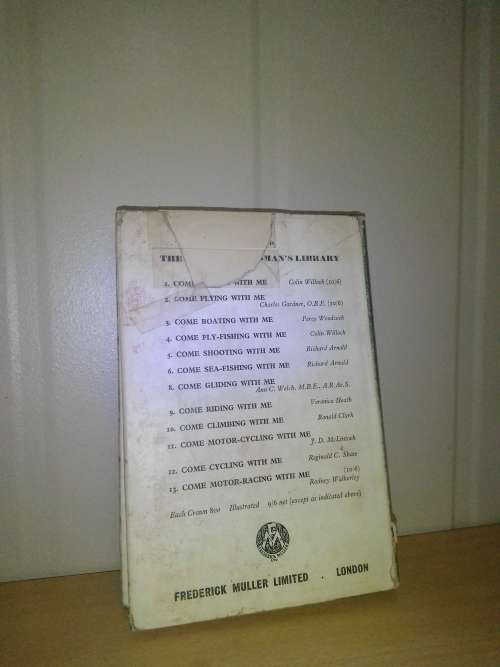 THE MAN'S LIBRARY
1. COME WITH ME Colin Willock (10/6)
2. COME FLYING WITH ME
Charles Gardner, O.B.E. (10/6)
3. COME BOATING WITH ME Percy Woodcock
4. COME FLY-FISHING WITH ME Colin Willock
5. COME SHOOTING WITH ME Richard Arnold
6. COME SEA-FISHING WITH ME Richard Arnold
8. COME GLIDING WITH ME
Ann C. Welch, M.B.E., A.R.Ae.S.
9. COME RIDING WITH ME Veronica Heath
10. COME CLIMBING WITH ME Ronald Clark
11. COME MOTOR-CYCLING WITH ME
J. D. McLintock
12. COME CYCLING WITH ME Reginald C. Shaw
13. COME MOTOR-RACING WITH ME (10/6)
Rodney Walkerley
Each Crown 8vo Illustrated 9/6 net (except as indicated above)
FREDERICK MULLER LIMITED . LONDON